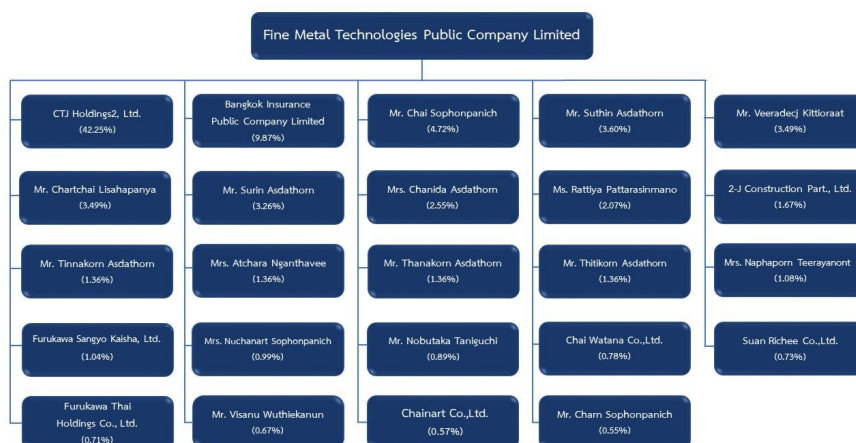 Fine Metal Technologies Public Company Limited
CTJ Holdings2, Ltd.
(42.25%)
Bangkok Insurance
Public Company Limited
(9.87%)
Mr. Chai Sophonpanich
(4.72%)
Mr. Suthin Asdathorn
(3.60%)
Mr. Veeradecj Kittioraat
(3.49%)
Mr. Chartchai Lisahapanya
(3.49%)
Mr. Surin Asdathorn
(3.26%)
Mrs. Chanida Asdathorn
(2.55%)
Ms. Rattiya Pattarasinmano
(2.07%)
2-J Construction Part., Ltd.
(1.67%)
Mr. Tinnakorn Asdathorn
(1.36%)
Mrs. Atchara Nganthavee
(1.36%)
Mr. Thanakorn Asdathorn
(1.36%)
Mr. Thitikorn Asdathorn
(1.36%)
Mrs. Naphaporn Teerayanont
(1.08%)
Furukawa Sangyo Kaisha, Ltd.
(1.04%)
Mrs. Nuchanart Sophonpanich
(0.99%)
Mr. Nobutaka Taniguchi
(0.89%)
Chai Watana Co.,Ltd.
(0.78%)
Suan Richee Co.,Ltd.
(0.73%)
Furukawa Thai
Holdings Co., Ltd.
(0.71%)
Mr. Visanu Wuthiekanun
(0.67%)
Chainart Co.,Ltd.
(0.57%)
Mr. Charn Sophonpanich
(0.55%)